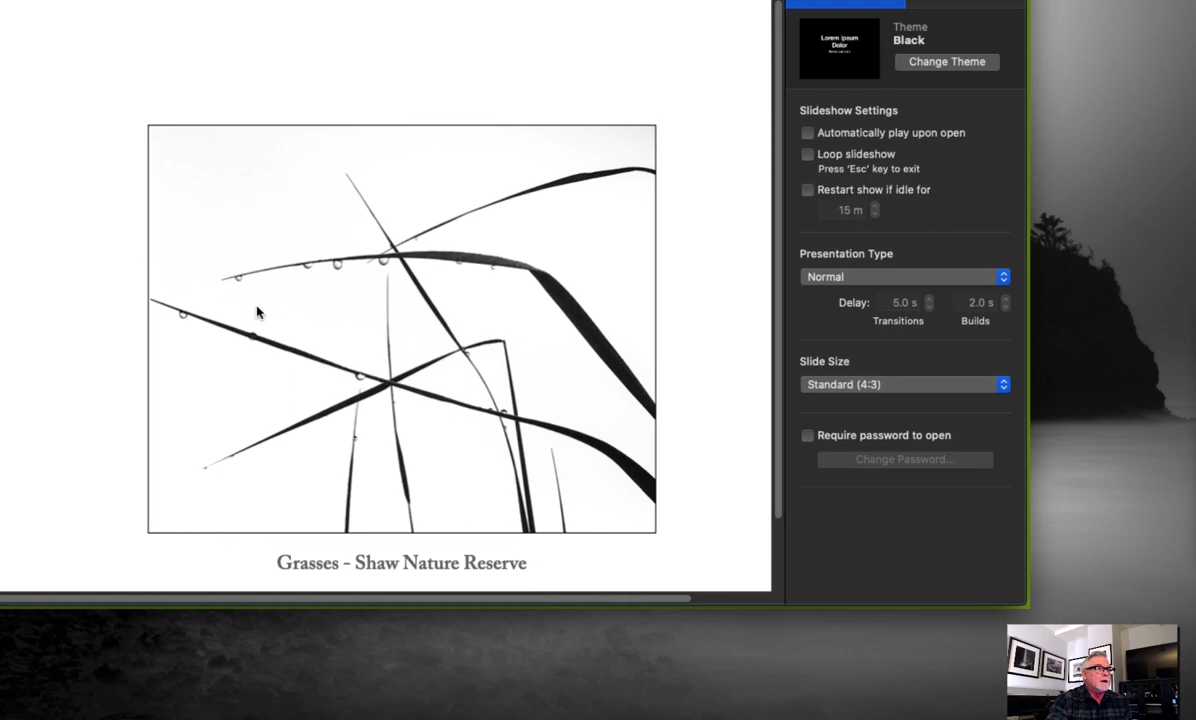 Lorem Ipsum
Dolor
Theme
Black
Change Theme
Slideshow Settings
Automatically play upon open
Loop slideshow
Press 'Esc' key to exit
Restart show if idle for
15 m
Presentation Type
Normal
Delay: 5.0 s 2.0 s
Transitions Builds
Slide Size
Standard (4:3)
Require password to open
Change Password...
Grasses - Shaw Nature Reserve